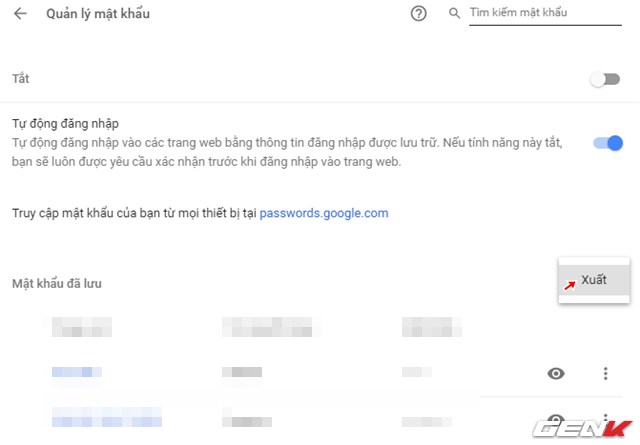 Quản lý mật khẩu
Tìm kiếm mật khẩu
Tắt
Tự động đăng nhập
Tự động đăng nhập vào các trang web bằng thông tin đăng nhập được lưu trữ. Nếu tính năng này tắt,
bạn sẽ luôn được yêu cầu xác nhận trước khi đăng nhập vào trang web.
Truy cập mật khẩu của bạn từ mọi thiết bị tại passwords.google.com
Mật khẩu đã lưu
Xuất
GENK